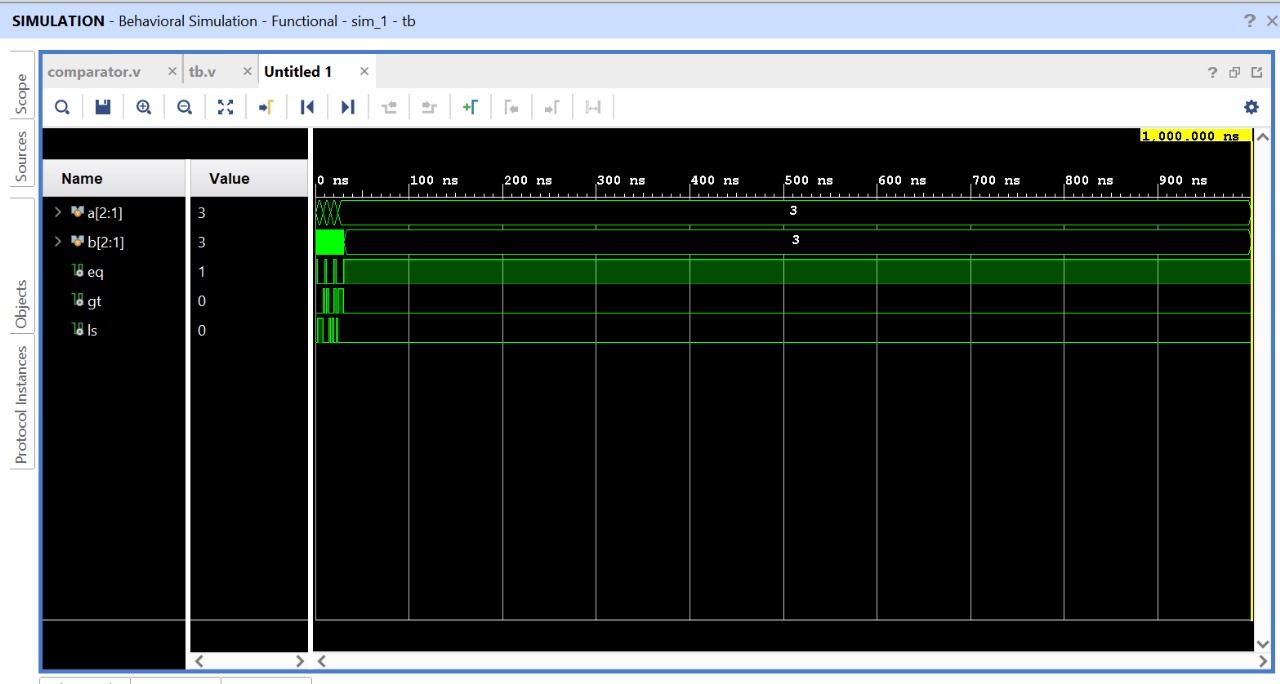 SIMULATION - Behavioral Simulation - Functional - sim_1 - tb ? ×
comparator.v × tb.v × Untitled 1 × ?
Scope
Sources
Objects
Protocol Instances
1,000.000 ns
Name Value
0 ns 100 ns 200 ns 300 ns 400 ns 500 ns 600 ns 700 ns 800 ns 900 ns
a[2:1] 3 3
b[2:1] 3 3
eq 1
gt 0
ls 0